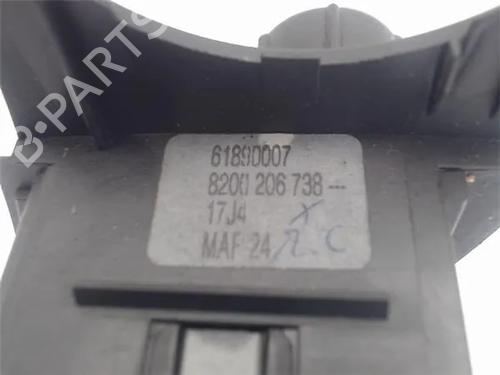 B-PARTS
61890007
8200 206 738---
17J4 X
MAF 24 R C